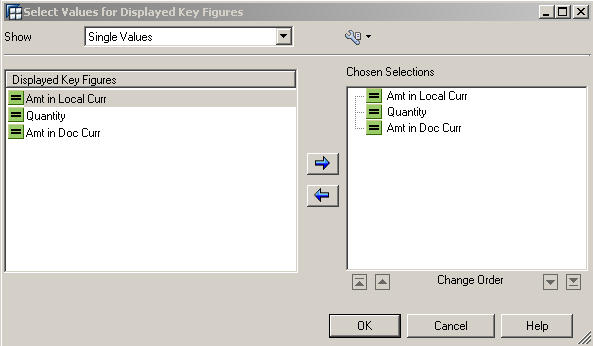 Select Values for Displayed Key Figures
Show
Single Values
Displayed Key Figures
Amt in Local Curr
Quantity
Amt in Doc Curr
Chosen Selections
Amt in Local Curr
Quantity
Amt in Doc Curr
Change Order
OK
Cancel
Help